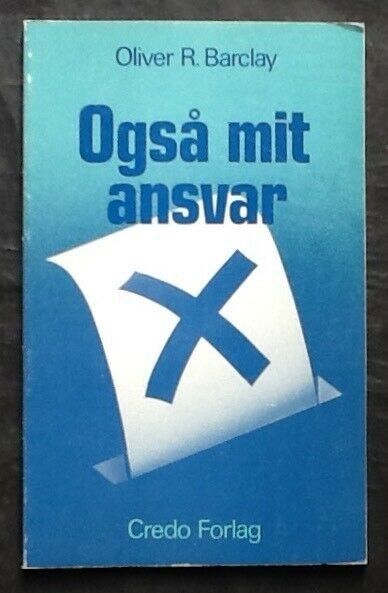 Oliver R. Barclay
Også mit
ansvar
Credo Forlag